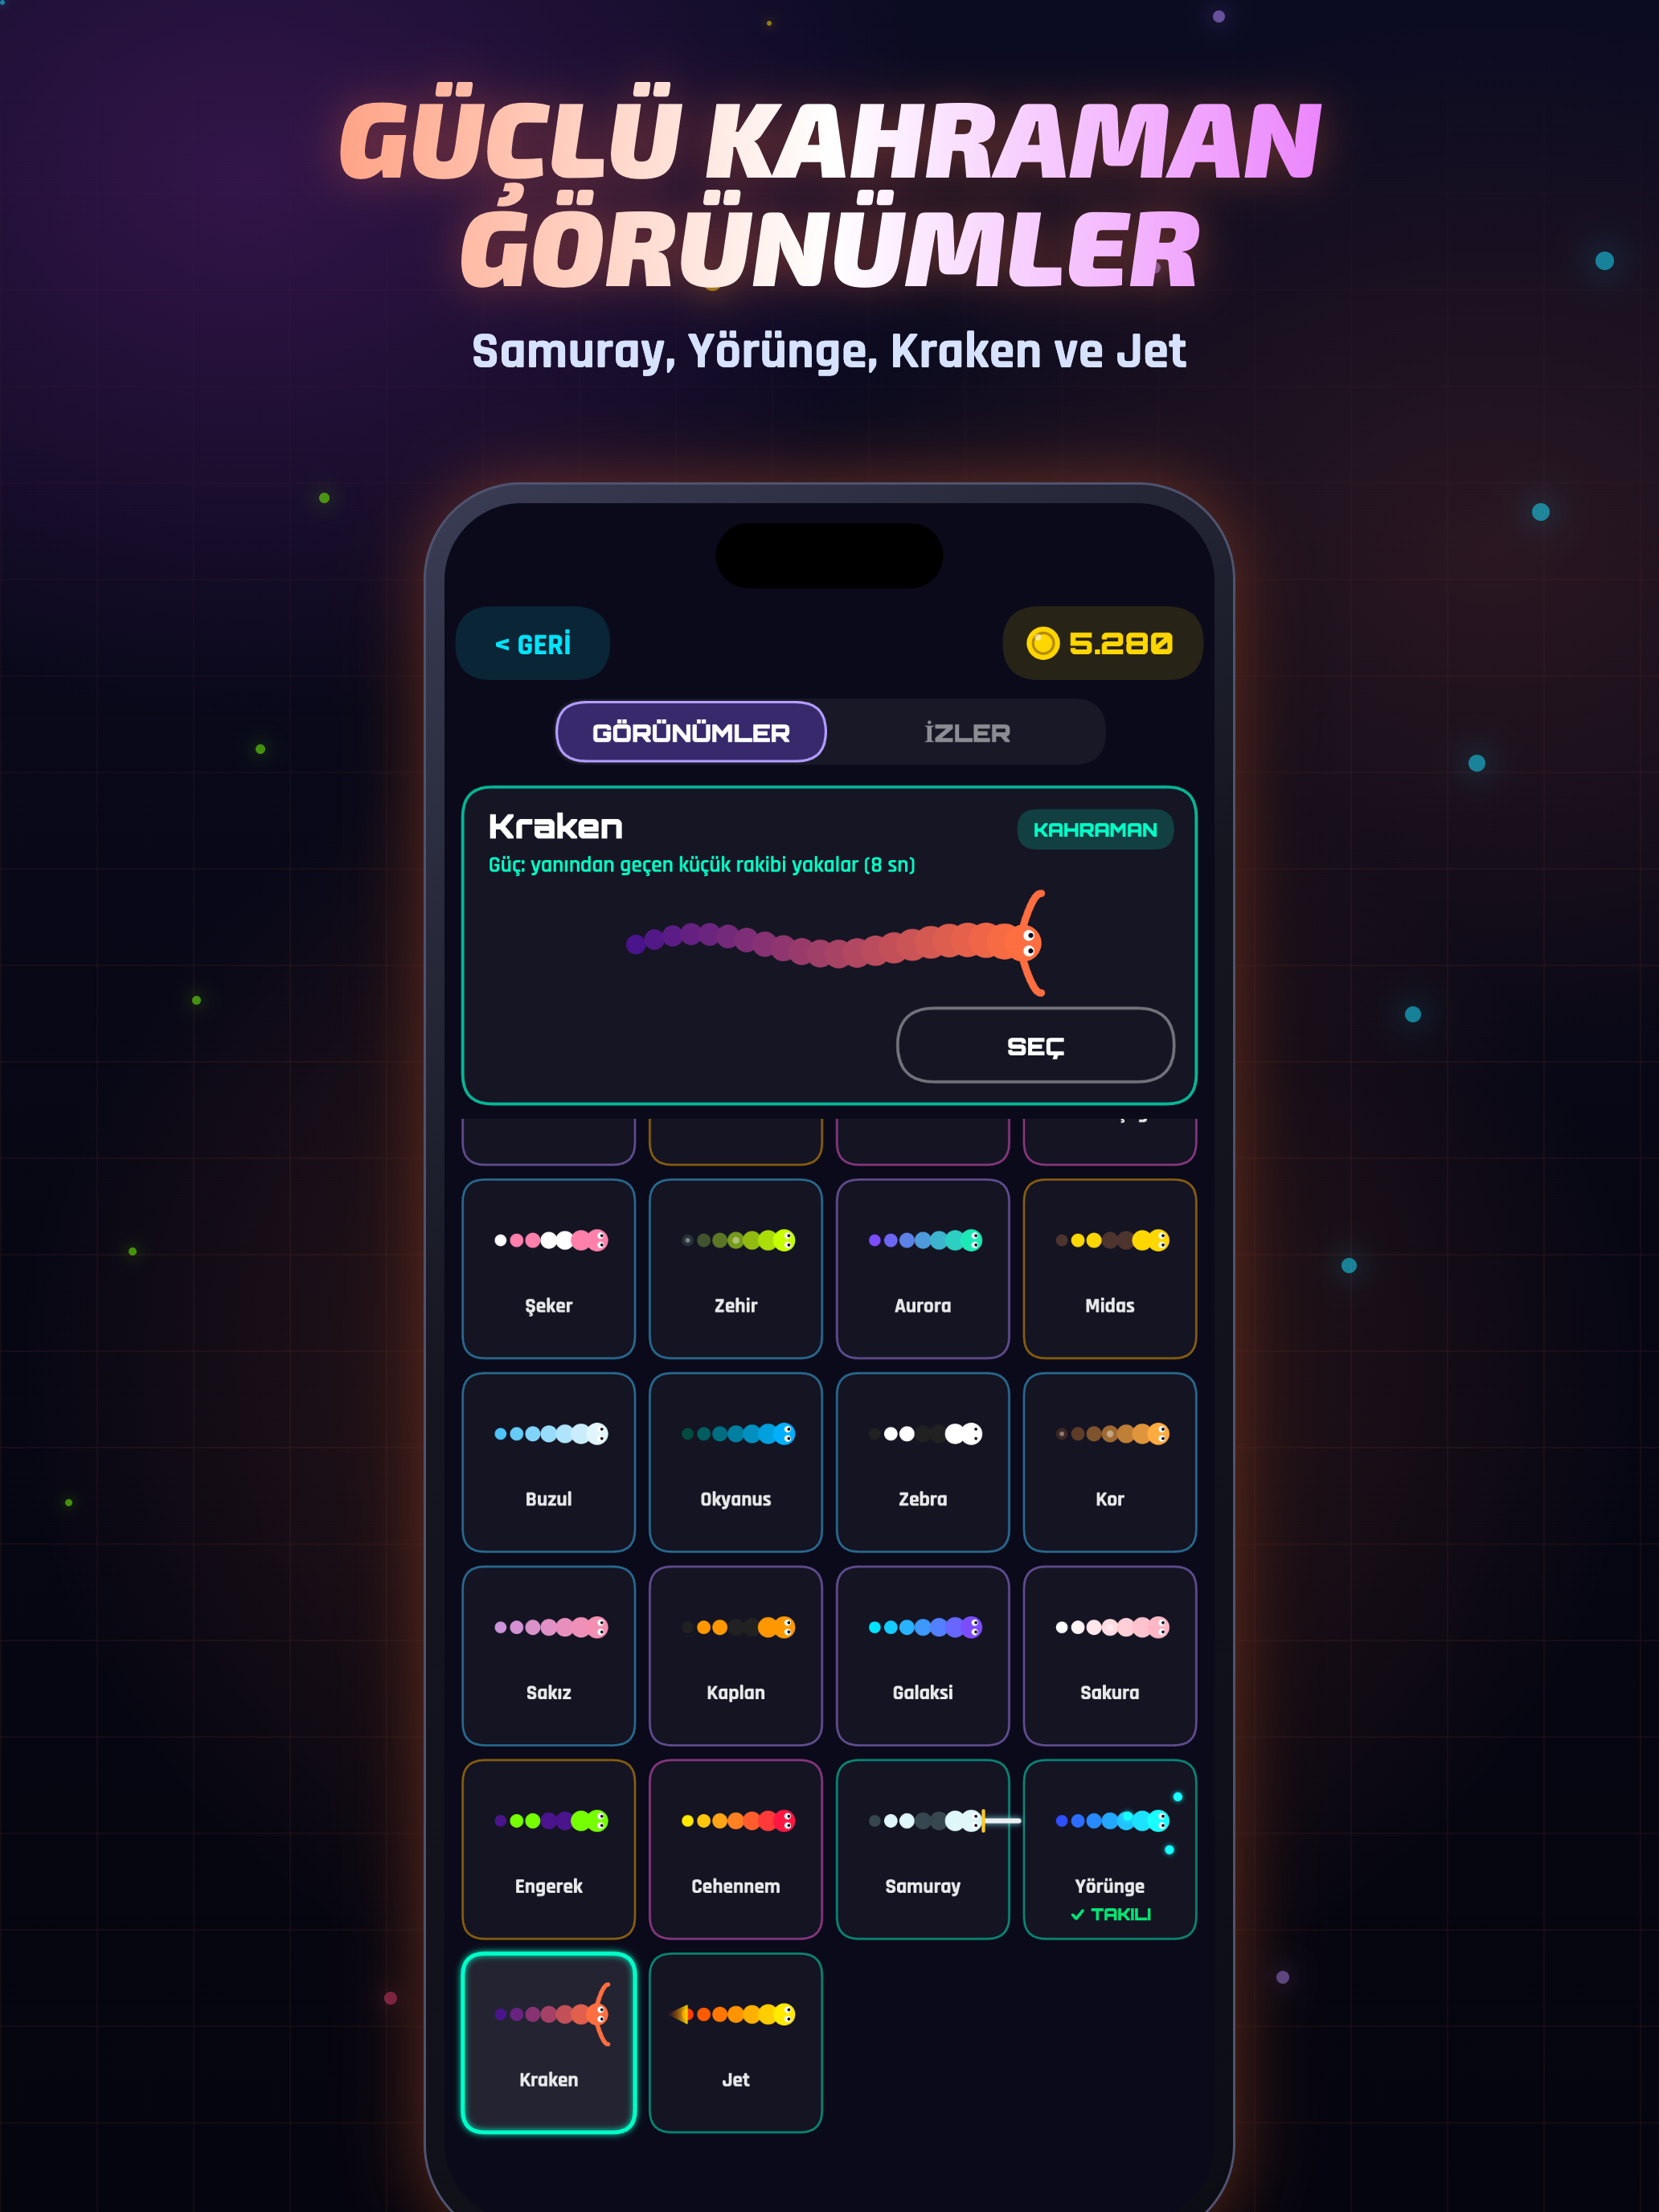 GÜÇLÜ KAHRAMAN
GÖRÜNÜMLER
Samuray, Yörünge, Kraken ve Jet
< GERİ
5.280
GÖRÜNÜMLER
İZLER
Kraken
KAHRAMAN
Güç: yanından geçen küçük rakibi yakalar (8 sn)
SEÇ
Şeker
Zehir
Aurora
Midas
Buzul
Okyanus
Zebra
Kor
Sakız
Kaplan
Galaksi
Sakura
Engerek
Cehennem
Samuray
Yörünge
✓ TAKILI
Kraken
Jet